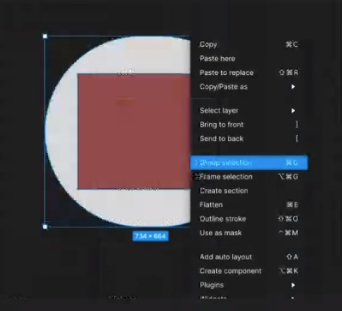 Copy ⌘C
Paste here
Paste to replace ⇧⌘R
Copy/Paste as ▶
Select layer ▶
Bring to front ]
Send to back [
Group selection ⌘G
Frame selection ⌥⌘G
Create section
Flatten ⌘E
Outline stroke ⇧⌘O
Use as mask ^⌘M
734 × 664
Add auto layout ⇧A
Create component ⌥⌘K
Plugins ▶
Widgets